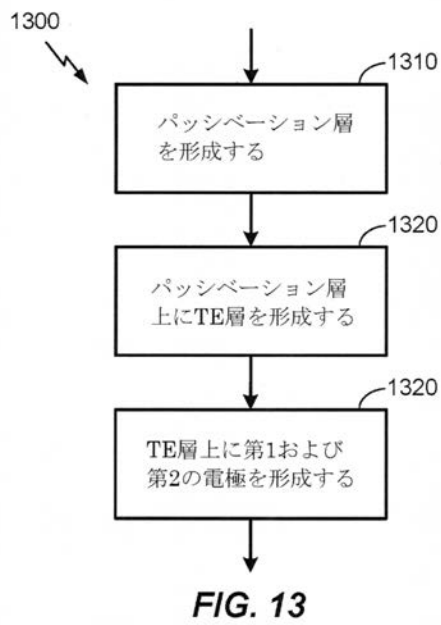 1300
1310
パッシベーション層
を形成する
1320
パッシベーション層
上にTE層を形成する
1320
TE層上に第1および
第2の電極を形成する
FIG. 13